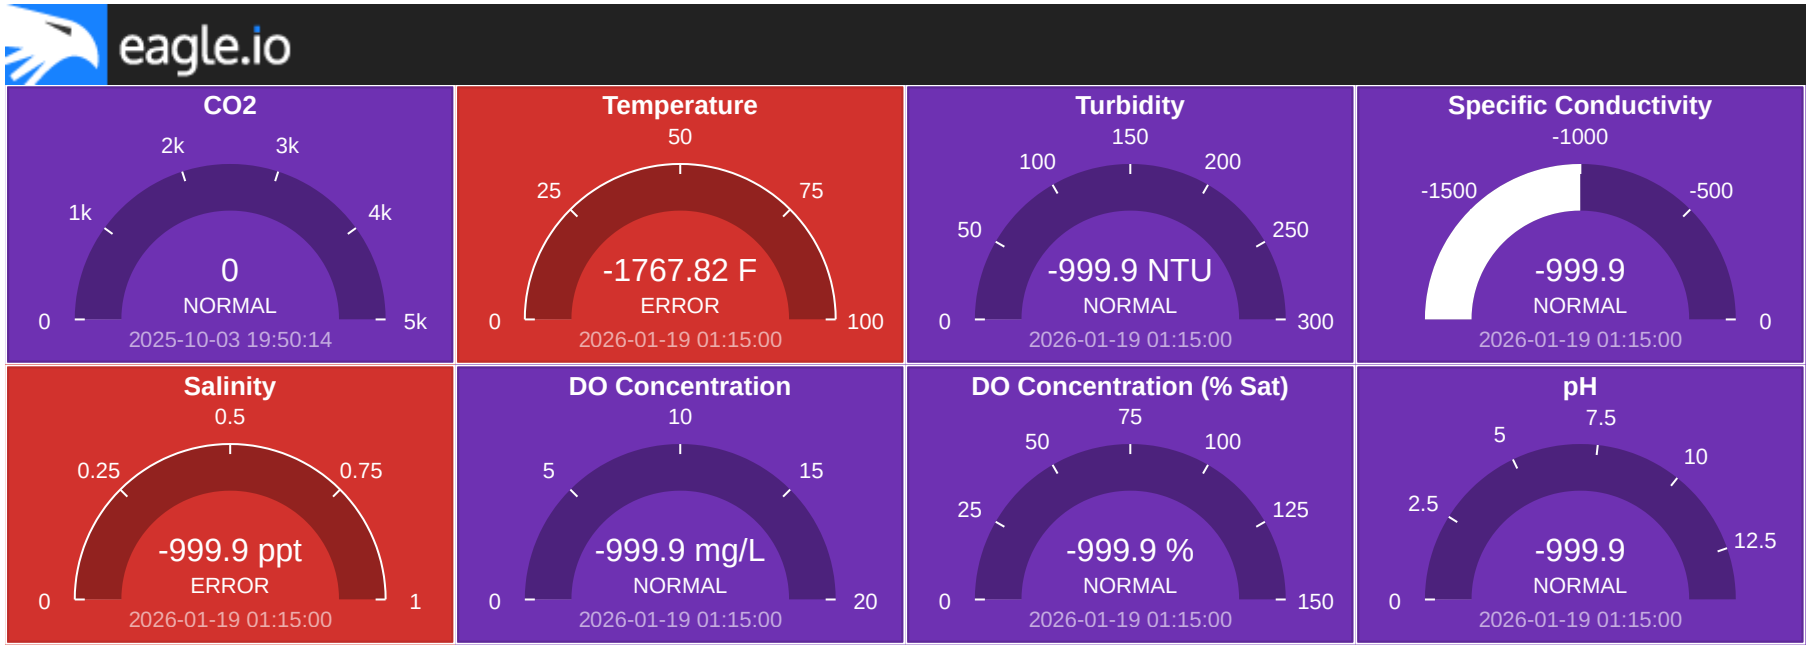 eagle.io
CO2
2k
3k
1k
4k
0
NORMAL
0
5k
2025-10-03 19:50:14
Temperature
50
25
75
-1767.82 F
ERROR
0
100
2026-01-19 01:15:00
Turbidity
150
100
200
50
250
-999.9 NTU
NORMAL
0
300
2026-01-19 01:15:00
Specific Conductivity
-1000
-1500
-500
-999.9
NORMAL
0
2026-01-19 01:15:00
Salinity
0.5
0.25
0.75
-999.9 ppt
ERROR
0
1
2026-01-19 01:15:00
DO Concentration
10
5
15
-999.9 mg/L
NORMAL
0
20
2026-01-19 01:15:00
DO Concentration (% Sat)
75
50
100
25
125
-999.9 %
NORMAL
0
150
2026-01-19 01:15:00
pH
7.5
5
10
2.5
12.5
-999.9
NORMAL
0
2026-01-19 01:15:00